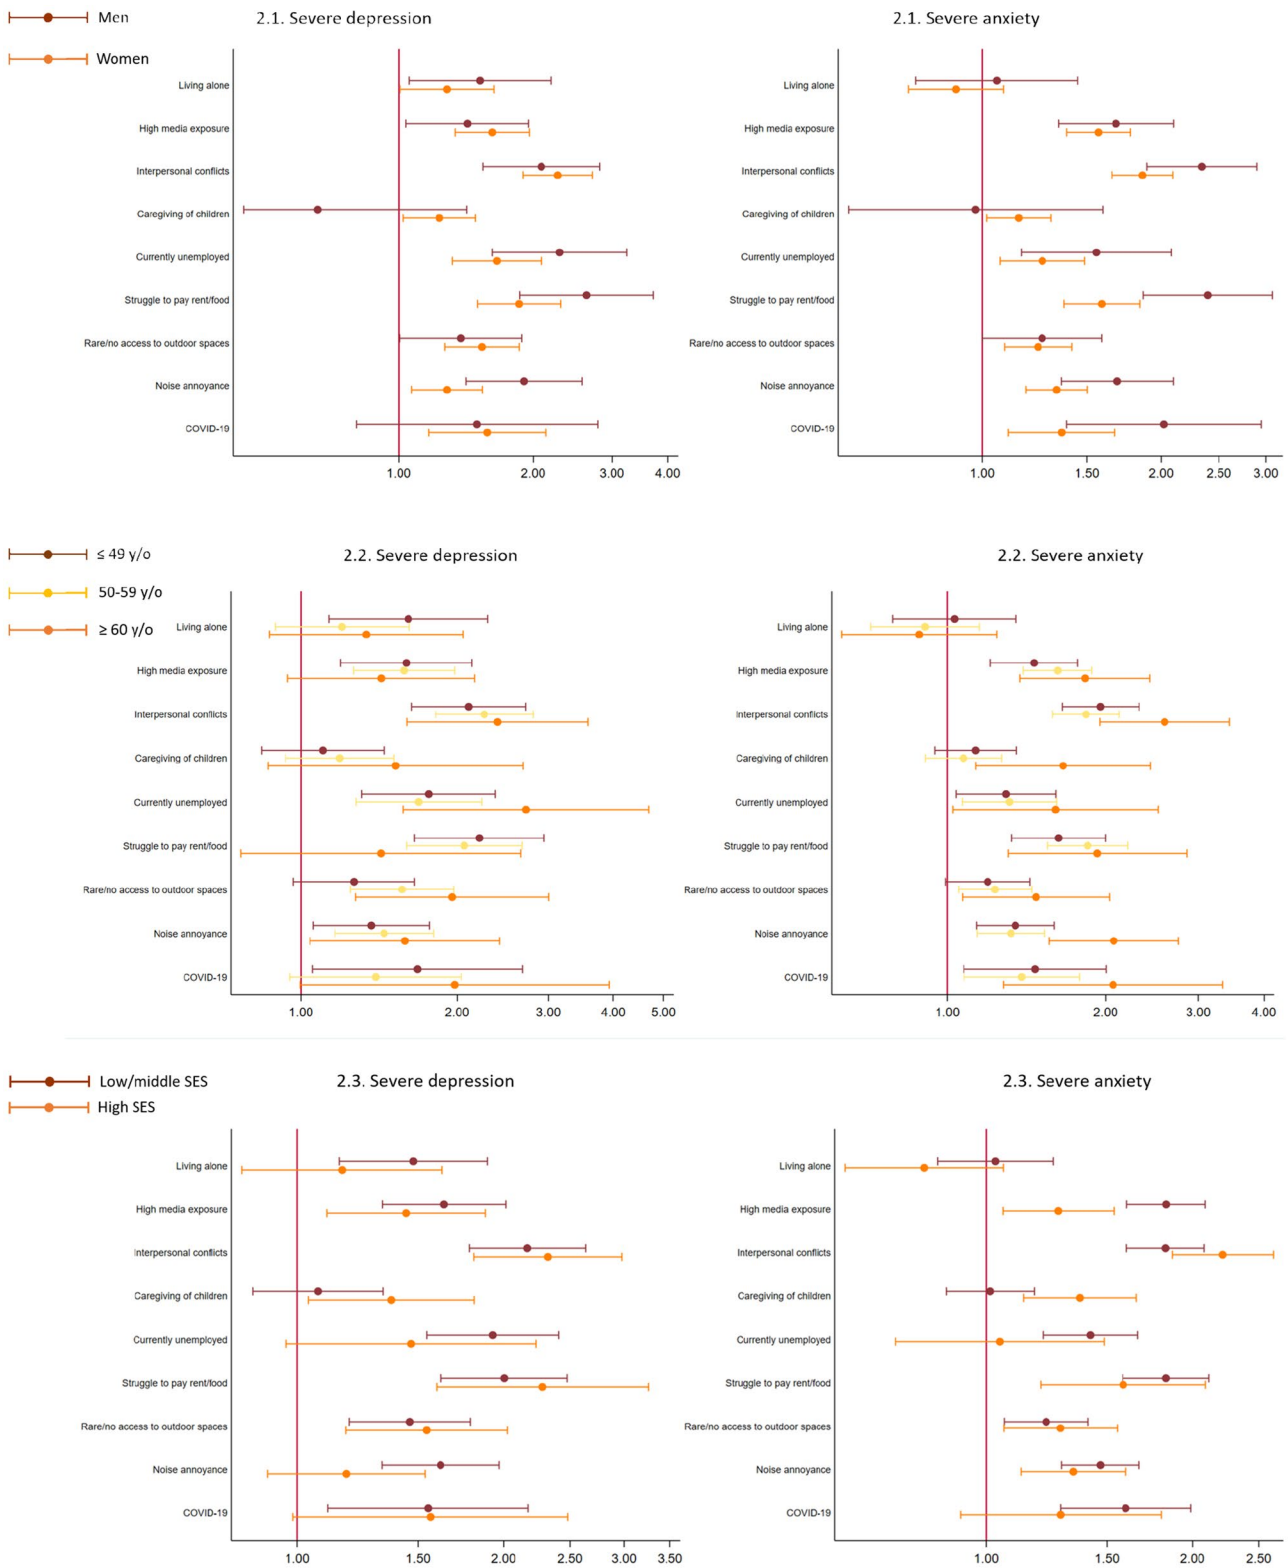 Men
Women
2.1. Severe depression
2.1. Severe anxiety
Living alone
High media exposure
Interpersonal conflicts
Caregiving of children
Currently unemployed
Struggle to pay rent/food
Rare/no access to outdoor spaces
Noise annoyance
COVID-19
1.00 2.00 3.00 4.00
Living alone
High media exposure
Interpersonal conflicts
Caregiving of children
Currently unemployed
Struggle to pay rent/food
Rare/no access to outdoor spaces
Noise annoyance
COVID-19
1.00 1.50 2.00 2.50 3.00
≤ 49 y/o
50-59 y/o
≥ 60 y/o
2.2. Severe depression
2.2. Severe anxiety
Living alone
High media exposure
Interpersonal conflicts
Caregiving of children
Currently unemployed
Struggle to pay rent/food
Rare/no access to outdoor spaces
Noise annoyance
COVID-19
1.00 2.00 3.00 4.00 5.00
Living alone
High media exposure
Interpersonal conflicts
Caregiving of children
Currently unemployed
Struggle to pay rent/food
Rare/no access to outdoor spaces
Noise annoyance
COVID-19
1.00 2.00 3.00 4.00
Low/middle SES
High SES
2.3. Severe depression
2.3. Severe anxiety
Living alone
High media exposure
Interpersonal conflicts
Caregiving of children
Currently unemployed
Struggle to pay rent/food
Rare/no access to outdoor spaces
Noise annoyance
COVID-19
1.00 1.50 2.00 2.50 3.00 3.50
Living alone
High media exposure
Interpersonal conflicts
Caregiving of children
Currently unemployed
Struggle to pay rent/food
Rare/no access to outdoor spaces
Noise annoyance
COVID-19
1.00 1.50 2.00 2.50